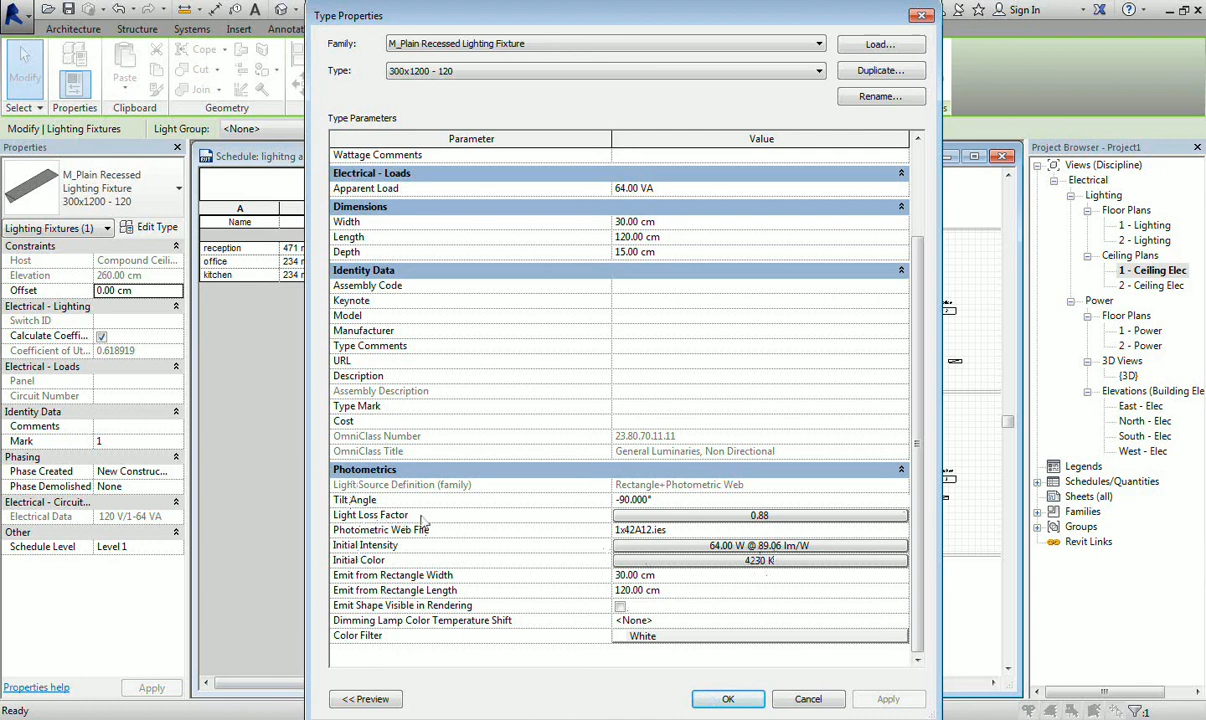 Sign In
Architecture Structure Systems Insert Annotat
Modify
Select
Properties
Paste
Clipboard
Cope
Cut
Join
Geometry
Modify | Lighting Fixtures Light Group: <None>
Properties
M_Plain Recessed
Lighting Fixture
300x1200 - 120
Lighting Fixtures (1) Edit Type
Constraints
Host Compound Ceili...
Elevation 260.00 cm
Offset 0.00 cm
Electrical - Lighting
Switch ID
Calculate Coeffi...
Coefficient of Ut... 0.618919
Electrical - Loads
Panel
Circuit Number
Identity Data
Comments
Mark 1
Phasing
Phase Created New Construc...
Phase Demolished None
Electrical - Circuit...
Electrical Data 120 V/1-64 VA
Other
Schedule Level Level 1
Properties help Apply
Ready
Schedule: lighitng a
A
Name
reception 471 m
office 234 m
kitchen 234 m
Type Properties
Family: M_Plain Recessed Lighting Fixture Load...
Type: 300x1200 - 120 Duplicate...
Rename...
Type Parameters
Parameter Value
Wattage Comments
Electrical - Loads
Apparent Load 64.00 VA
Dimensions
Width 30.00 cm
Length 120.00 cm
Depth 15.00 cm
Identity Data
Assembly Code
Keynote
Model
Manufacturer
Type Comments
URL
Description
Assembly Description
Type Mark
Cost
OmniClass Number 23.80.70.11.11
OmniClass Title General Luminaries, Non Directional
Photometrics
Light Source Definition (family) Rectangle+Photometric Web
Tilt Angle -90.000°
Light Loss Factor 0.88
Photometric Web File 1x42A12.ies
Initial Intensity 64.00 W @ 89.06 lm/W
Initial Color 4230 K
Emit from Rectangle Width 30.00 cm
Emit from Rectangle Length 120.00 cm
Emit Shape Visible in Rendering
Dimming Lamp Color Temperature Shift <None>
Color Filter White
<< Preview OK Cancel Apply
Project Browser - Project1
Views (Discipline)
Electrical
Lighting
Floor Plans
1 - Lighting
2 - Lighting
Ceiling Plans
1 - Ceiling Elec
2 - Ceiling Elec
Power
Floor Plans
1 - Power
2 - Power
3D Views
{3D}
Elevations (Building Ele
East - Elec
North - Elec
South - Elec
West - Elec
Legends
Schedules/Quantities
Sheets (all)
Families
Groups
Revit Links
:1